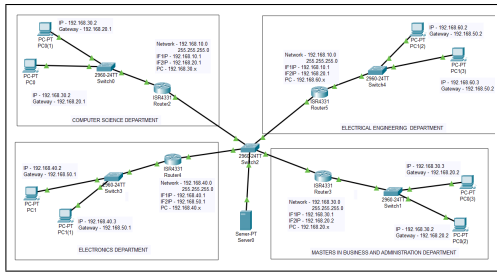 IP - 192.168.30.2
Gateway - 192.168.20.1
PC-PT
PC0(1)
PC-PT
PC0
IP - 192.168.30.2
Gateway - 192.168.20.1
2960-24TT
Switch0
Network - 192.168.10.0
255.255.255.0
IF1IP - 192.168.10.1
IF2IP - 192.168.20.1
PC - 192.168.30.x
ISR4331
Router2
COMPUTER SCIENCE DEPARTMENT
IP - 192.168.60.2
Gateway - 192.168.50.2
PC-PT
PC1(2)
Network - 192.168.10.0
255.255.255.0
IF1IP - 192.168.10.1
IF2IP - 192.168.20.1
PC - 192.168.60.x
2960-24TT
Switch4
PC-PT
PC1(3)
IP - 192.168.60.3
Gateway - 192.168.50.2
ISR4331
Router5
ELECTRICAL ENGINEERING DEPARTMENT
2960-24TT
Switch2
IP - 192.168.40.2
Gateway - 192.168.50.1
PC-PT
PC1
2960-24TT
Switch3
ISR4331
Router4
Network - 192.168.40.0
255.255.255.0
IF1IP - 192.168.40.1
IF2IP - 192.168.50.1
PC - 192.168.40.x
IP - 192.168.40.3
Gateway - 192.168.50.1
PC-PT
PC1(1)
ELECTRONICS DEPARTMENT
Server-PT
Server0
ISR4331
Router3
Network - 192.168.30.0
255.255.255.0
IF1IP - 192.168.30.1
IF2IP - 192.168.20.2
PC - 192.168.20.x
IP - 192.168.30.3
Gateway - 192.168.20.2
PC-PT
PC0(3)
2960-24TT
Switch1
IP - 192.168.30.2
Gateway - 192.168.20.2
PC-PT
PC0(2)
MASTERS IN BUSINESS AND ADMINISTRATION DEPARTMENT